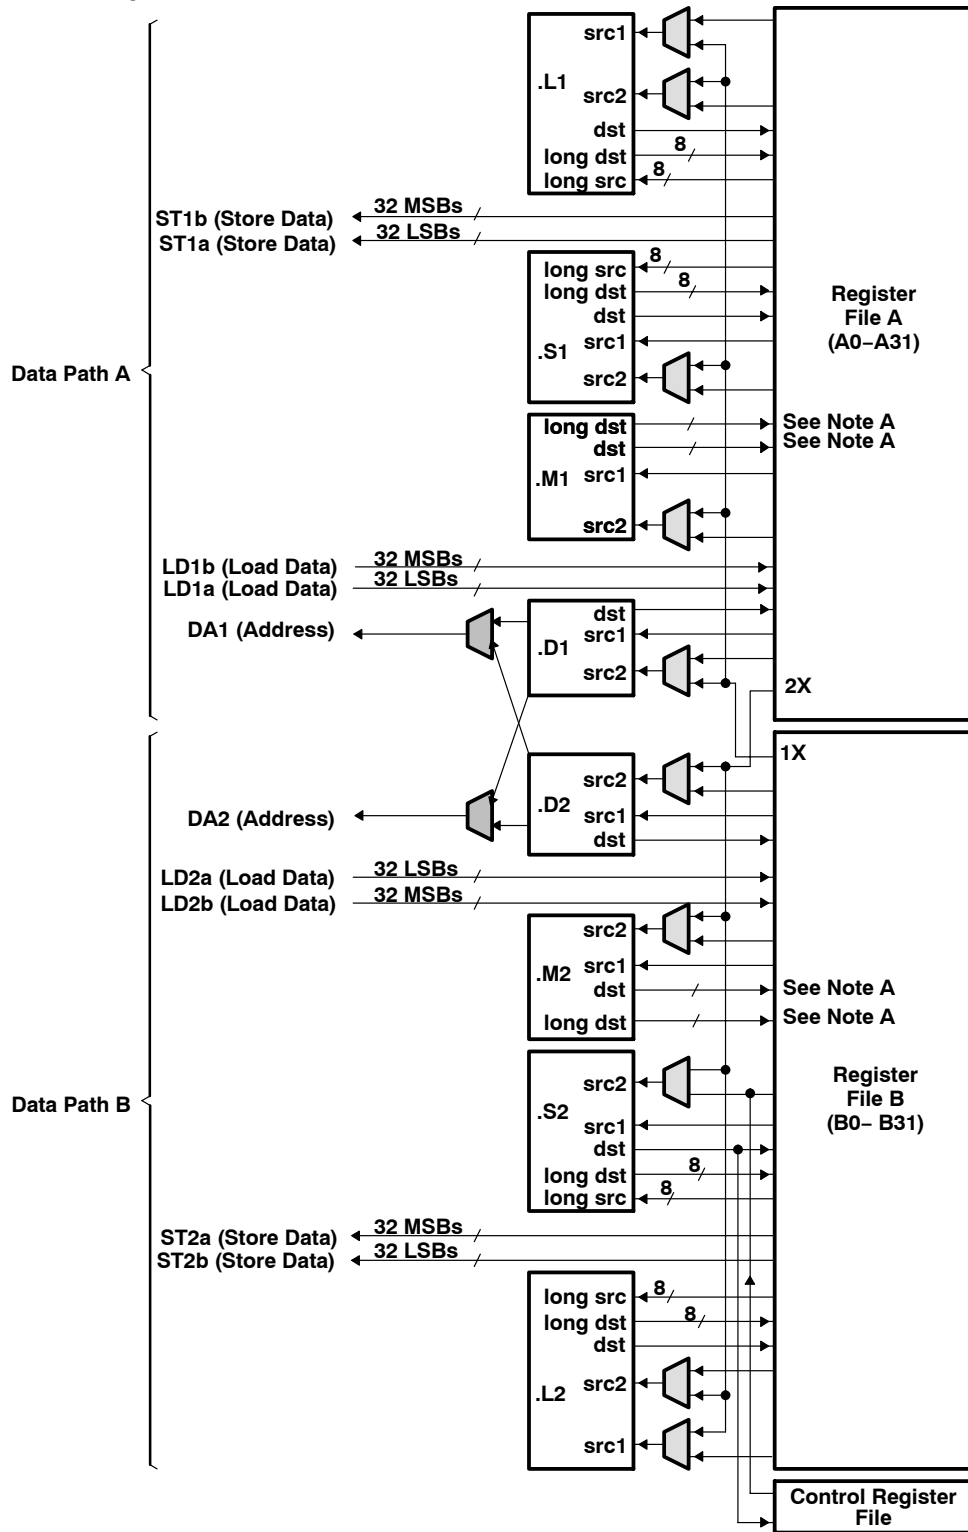 src1
.L1
src2
dst
8
long dst
8
long src
32 MSBs
ST1b (Store Data)
32 LSBs
ST1a (Store Data)
8
long src
8
long dst
dst
Register
File A
(A0−A31)
src1
.S1
src2
Data Path A
long dst
See Note A
dst
See Note A
.M1
src1
src2
32 MSBs
LD1b (Load Data)
32 LSBs
LD1a (Load Data)
dst
DA1 (Address)
src1
.D1
src2
2X
1X
src2
.D2
src1
DA2 (Address)
dst
32 LSBs
LD2a (Load Data)
32 MSBs
LD2b (Load Data)
src2
src1
.M2
dst
See Note A
long dst
See Note A
src2
Register
File B
(B0− B31)
Data Path B
.S2
src1
dst
8
long dst
8
long src
32 MSBs
ST2a (Store Data)
32 LSBs
ST2b (Store Data)
8
long src
8
long dst
dst
src2
.L2
src1
Control Register
File